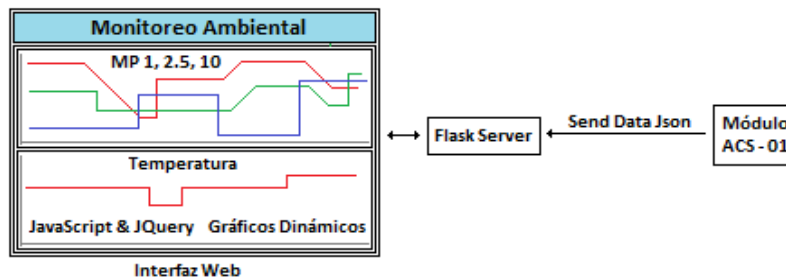 Monitoreo Ambiental
MP 1, 2.5, 10
Temperatura
JavaScript & JQuery Gráficos Dinámicos
Interfaz Web
Flask Server
Send Data Json
Módulo
ACS - 01